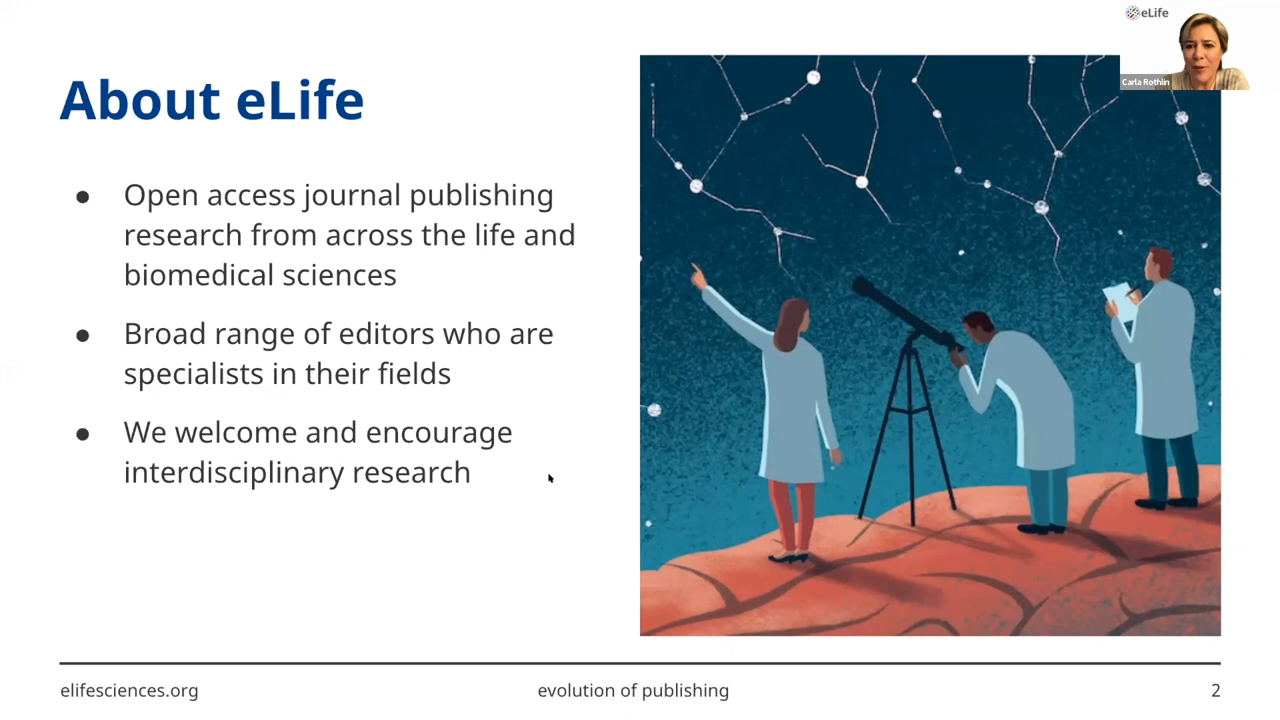 eLife
Carla Rothlin
About eLife
● Open access journal publishing
research from across the life and
biomedical sciences
● Broad range of editors who are
specialists in their fields
● We welcome and encourage
interdisciplinary research
elifesciences.org
evolution of publishing
2